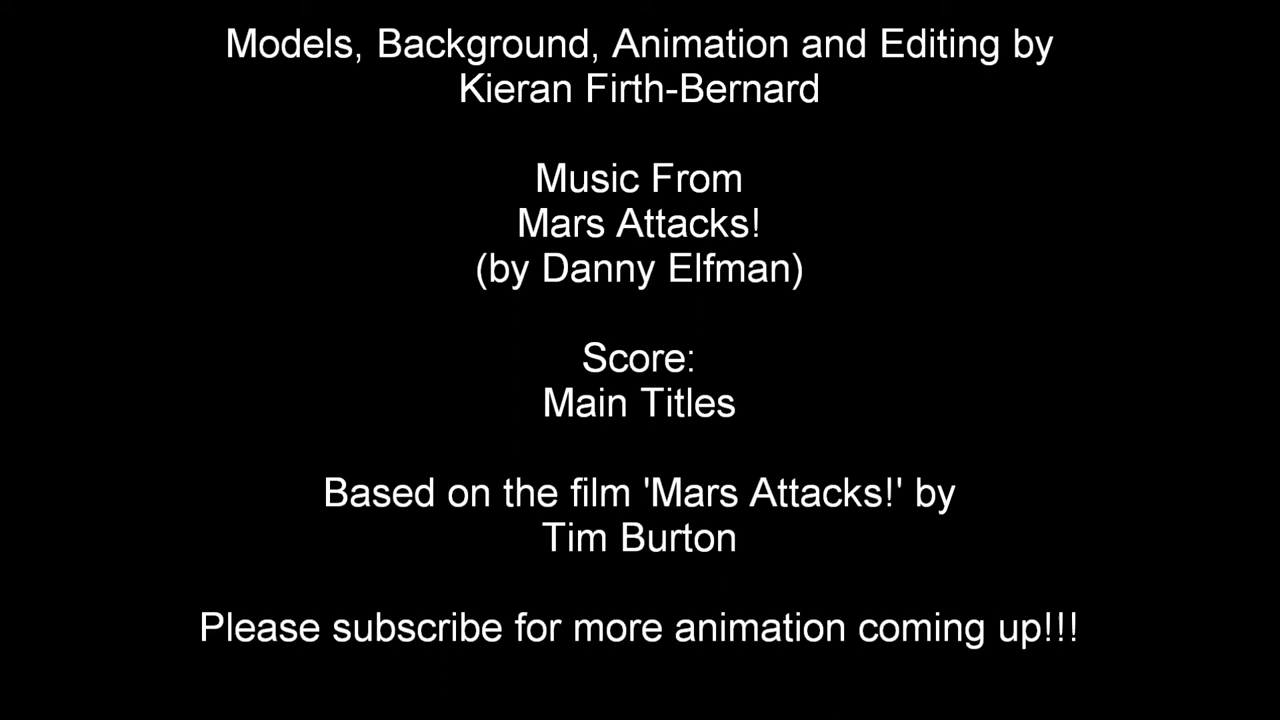 Models, Background, Animation and Editing by
Kieran Firth-Bernard
Music From
Mars Attacks!
(by Danny Elfman)
Score:
Main Titles
Based on the film 'Mars Attacks!' by
Tim Burton
Please subscribe for more animation coming up!!!